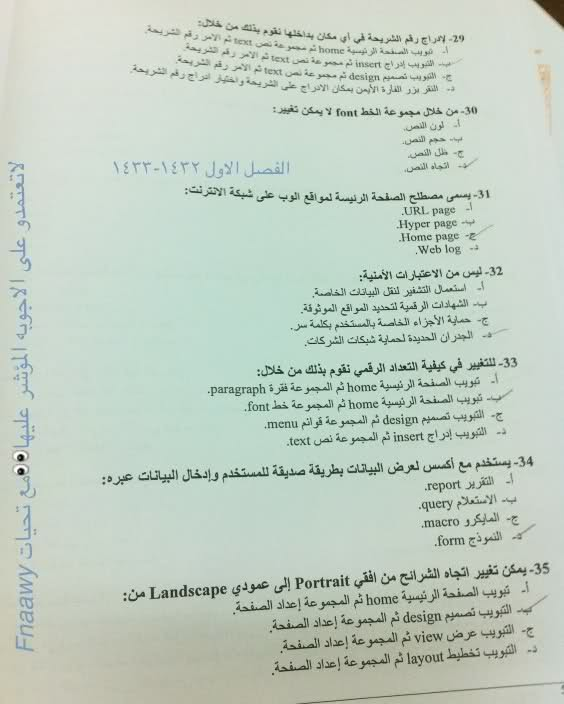 29- لإدراج رقم الشريحة في أي مكان بداخلها نقوم بذلك من خلال:
أ- تبويب الصفحة الرئيسية home ثم مجموعة نص text ثم الامر رقم الشريحة.
ب- التبويب إدراج insert ثم مجموعة نص text ثم الامر رقم الشريحة.
ج- التبويب تصميم design ثم مجموعة نص text ثم الامر رقم الشريحة.
د- النقر بزر الفأرة الأيمن بمكان الادراج على الشريحة واختيار ادراج رقم الشريحة.
30- من خلال مجموعة الخط font لا يمكن تغيير:
أ- لون النص.
ب- حجم النص.
ج- ظل النص.
د- اتجاه النص.
الفصل الاول ١٤٣٢-١٤٣٣
31- يسمى مصطلح الصفحة الرئيسة لمواقع الوب على شبكة الانترنت:
أ- URL page.
ب- Hyper page.
ج- Home page.
د- Web log.
32- ليس من الاعتبارات الأمنية:
أ- استعمال التشفير لنقل البيانات الخاصة.
ب- الشهادات الرقمية لتحديد المواقع الموثوقة.
ج- حماية الأجزاء الخاصة بالمستخدم بكلمة سر.
د- الجدران الحديدة لحماية شبكات الشركات.
33- للتغيير في كيفية التعداد الرقمي نقوم بذلك من خلال:
أ- تبويب الصفحة الرئيسية home ثم المجموعة فقرة paragraph.
ب- تبويب الصفحة الرئيسية home ثم المجموعة خط font.
ج- التبويب تصميم design ثم المجموعة قوائم menu.
د- التبويب إدراج insert ثم المجموعة نص text.
34- يستخدم مع أكسس لعرض البيانات بطريقة صديقة للمستخدم وإدخال البيانات عبره:
أ- التقرير report.
ب- الاستعلام query.
ج- المايكرو macro.
د- النموذج form.
35- يمكن تغيير اتجاه الشرائح من افقي Portrait إلى عمودي Landscape من:
أ- تبويب الصفحة الرئيسية home ثم المجموعة إعداد الصفحة.
ب- التبويب تصميم design ثم المجموعة إعداد الصفحة.
ج- التبويب عرض view ثم المجموعة إعداد الصفحة.
د- التبويب تخطيط layout ثم المجموعة إعداد الصفحة.
لاتعتمدو على الاجوبه المؤشر عليها👀مع تحيات Fnaawy